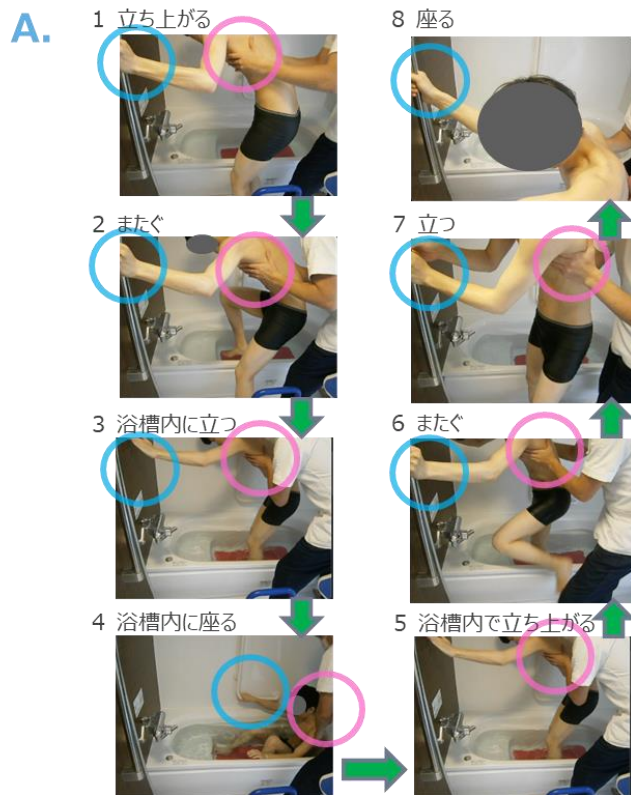 A.
1 立ち上がる
2 またぐ
3 浴槽内に立つ
4 浴槽内に座る
5 浴槽内で立ち上がる
6 またぐ
7 立つ
8 座る